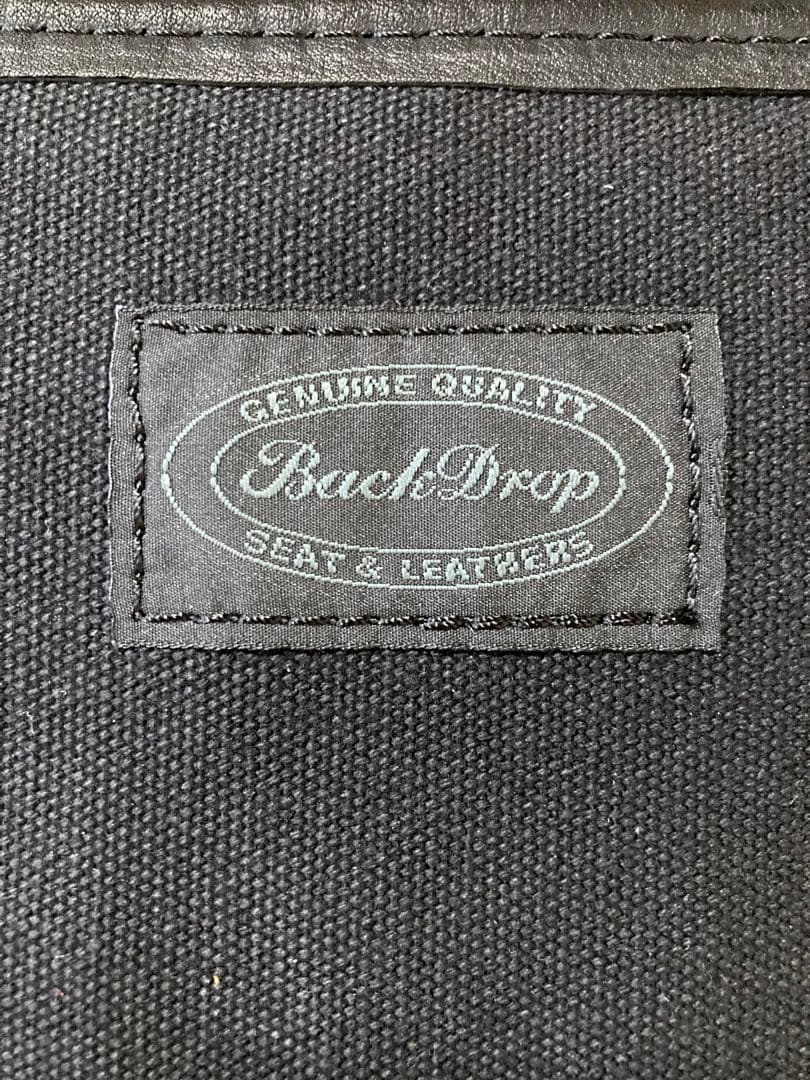 GENUINE QUALITY
BackDrop
SEAT & LEATHERS